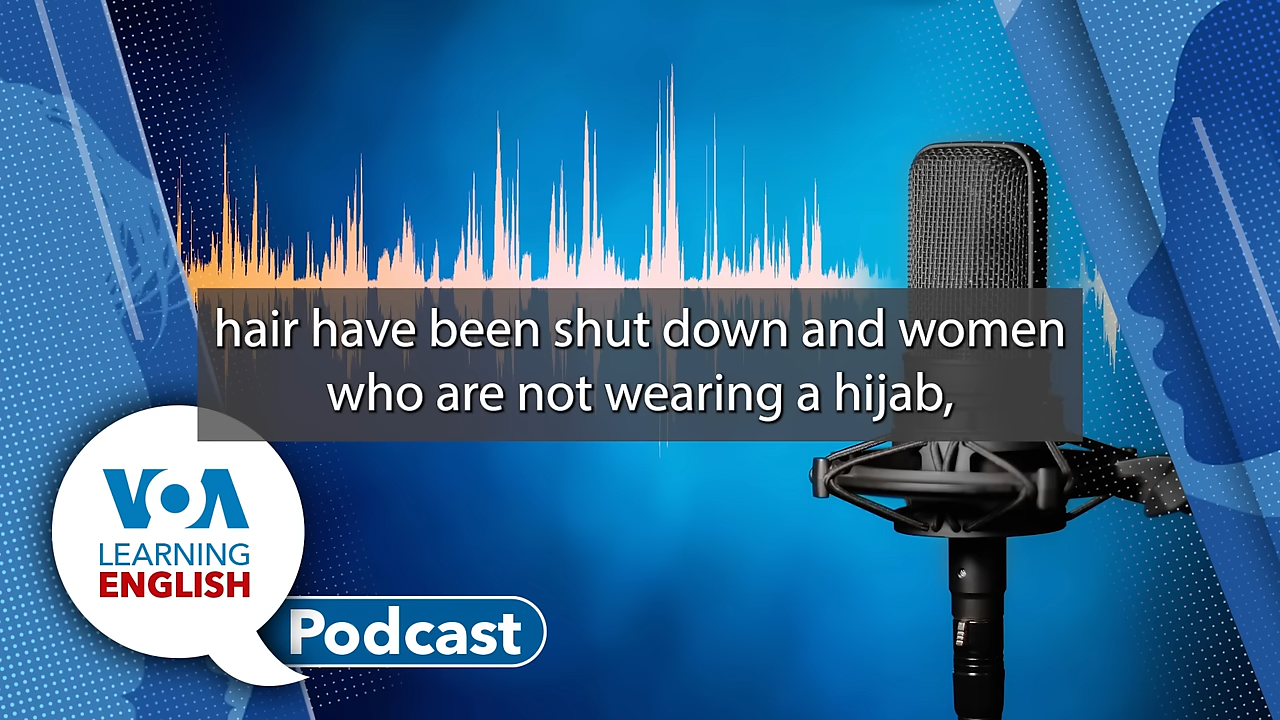 hair have been shut down and women
who are not wearing a hijab,
VOA
LEARNING
ENGLISH
Podcast